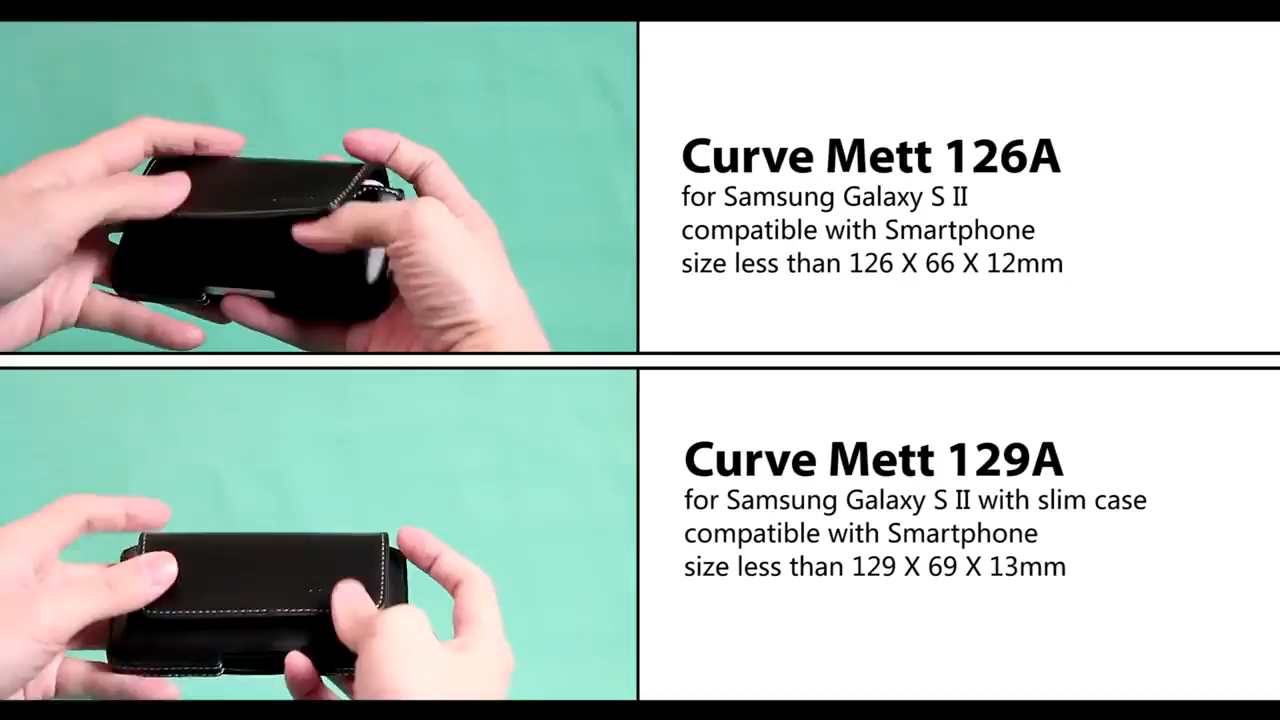 Curve Mett 126A
for Samsung Galaxy S II
compatible with Smartphone
size less than 126 X 66 X 12mm
Curve Mett 129A
for Samsung Galaxy S II with slim case
compatible with Smartphone
size less than 129 X 69 X 13mm